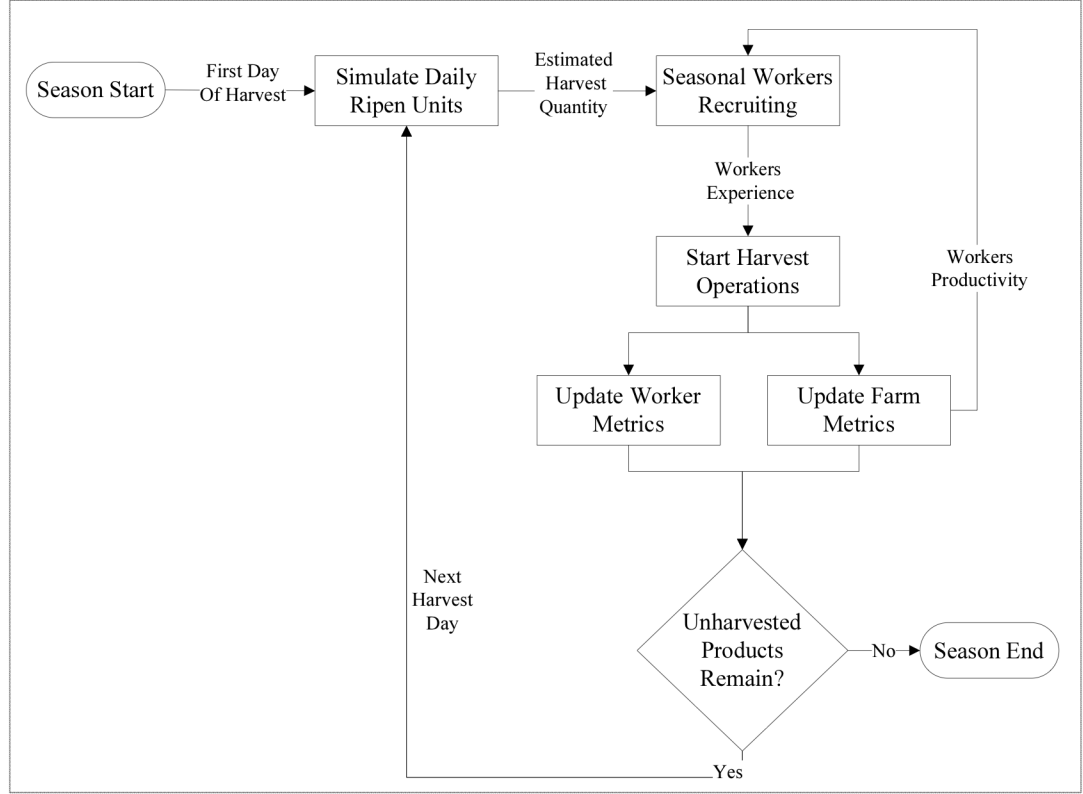 Season Start
First Day
Of Harvest
Simulate Daily
Ripen Units
Estimated
Harvest
Quantity
Seasonal Workers
Recruiting
Workers
Experience
Start Harvest
Operations
Workers
Productivity
Update Worker
Metrics
Update Farm
Metrics
Next
Harvest
Day
Unharvested
Products
Remain?
No
Season End
Yes